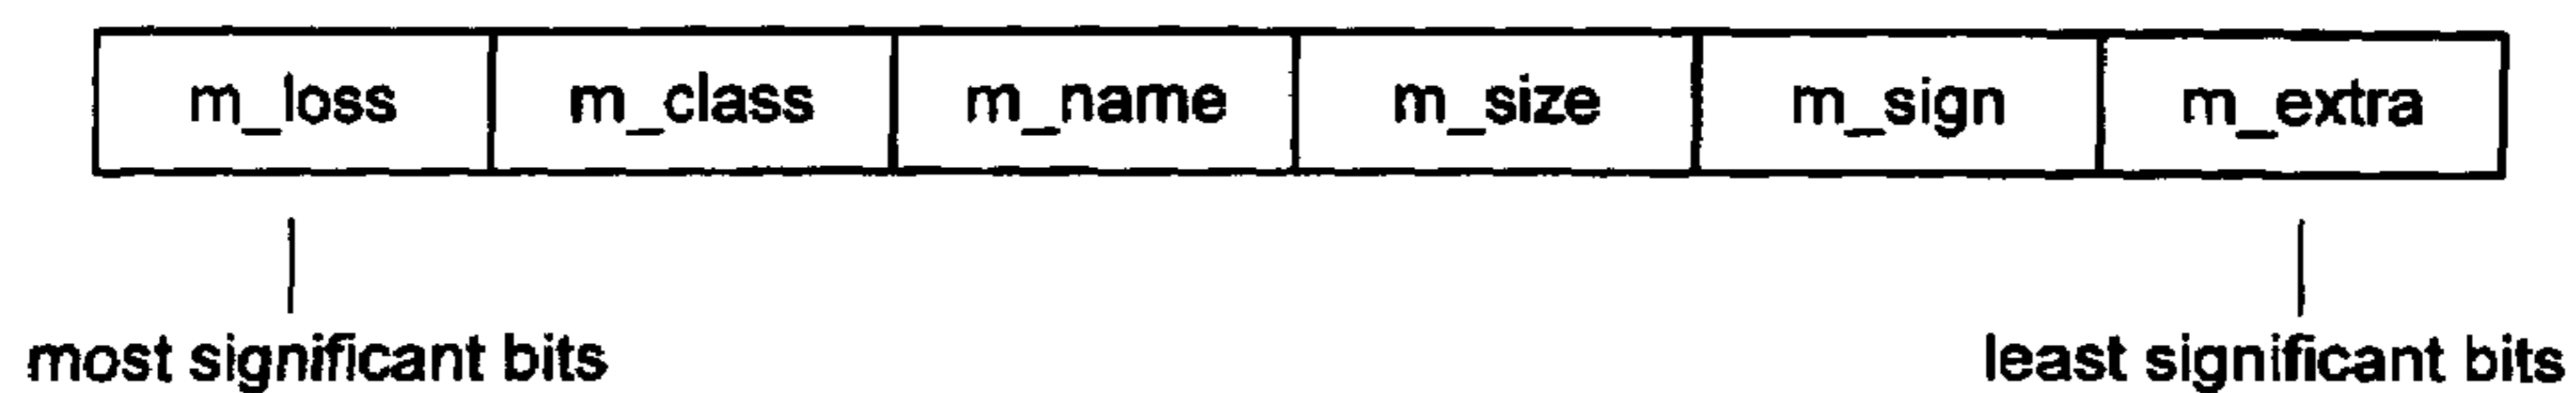 m_loss m_class m_name m_size m_sign m_extra
most significant bits least significant bits